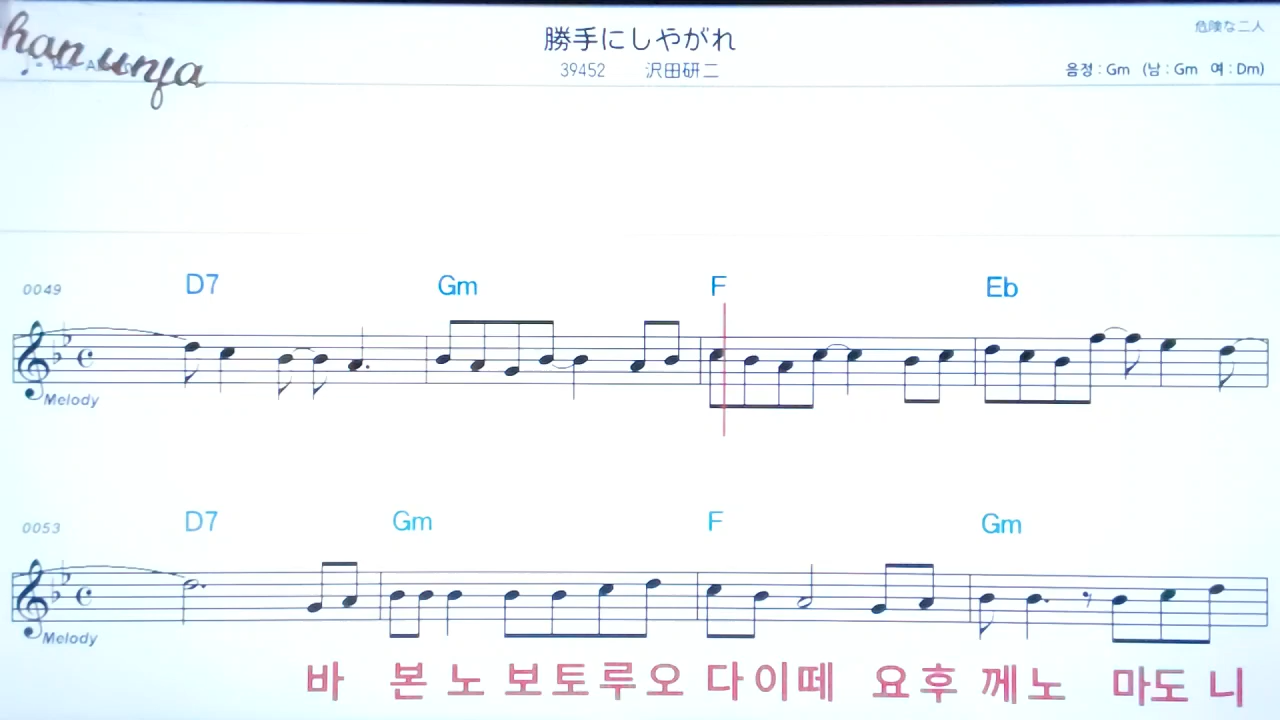 han unja
勝手にしやがれ
危険な二人
39452 沢田研二
음정 : Gm (남 : Gm 여 : Dm)
0049
D7 Gm F Eb
Melody
0053
D7 Gm F Gm
Melody
바 본 노 보토루오 다이떼 요후 께노 마도 니